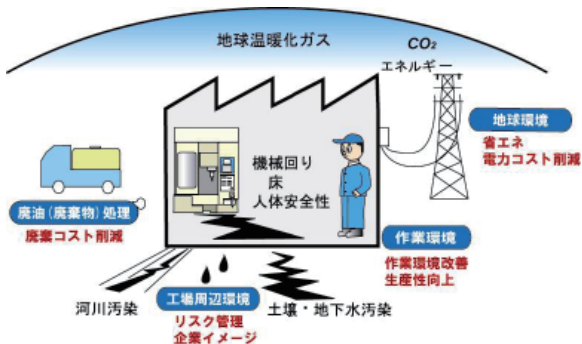 地球温暖化ガス
CO2
エネルギー
地球環境
省エネ
電力コスト削減
機械回り
床
人体安全性
廃油(廃棄物)処理
廃棄コスト削減
作業環境
作業環境改善
生産性向上
河川汚染
工場周辺環境
リスク管理
企業イメージ
土壌・地下水汚染